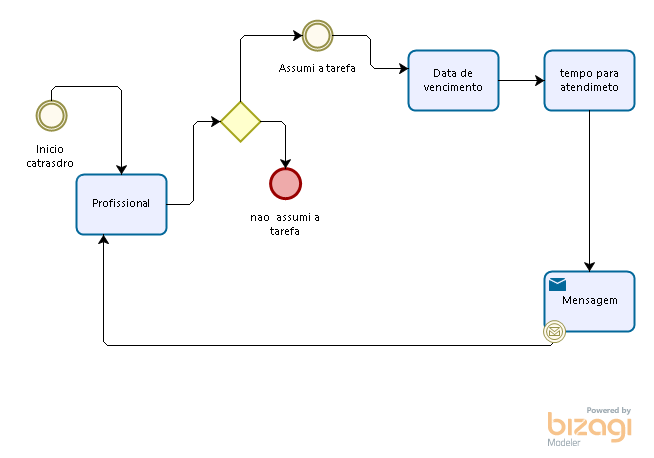 Assumi a tarefa
Data de
vencimento
tempo para
atendimeto
Inicio
catrasdro
Profissional
nao assumi a
tarefa
Mensagem
Powered by
bizagi
Modeler